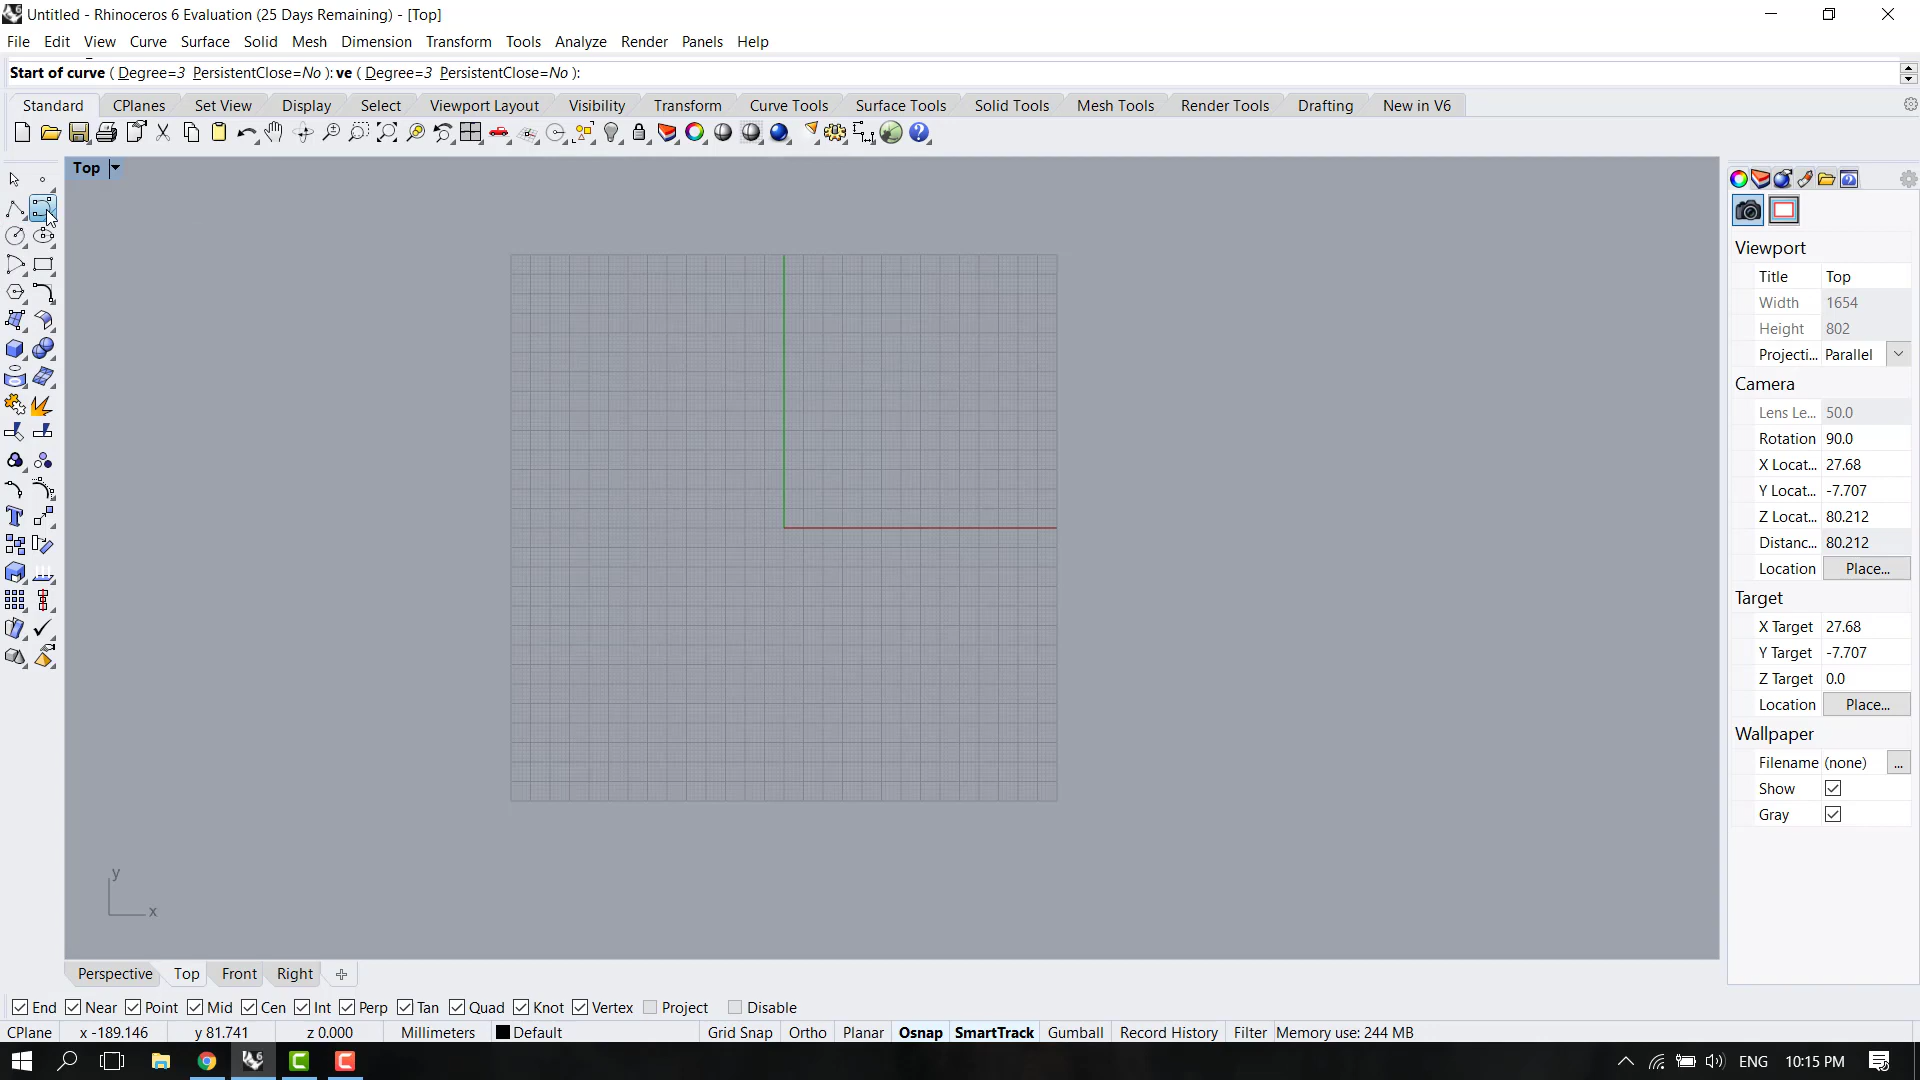 Untitled - Rhinoceros 6 Evaluation (25 Days Remaining) - [Top]
File Edit View Curve Surface Solid Mesh Dimension Transform Tools Analyze Render Panels Help
Start of curve ( Degree=3 PersistentClose=No ): ve ( Degree=3 PersistentClose=No ):
Standard CPlanes Set View Display Select Viewport Layout Visibility Transform Curve Tools Surface Tools Solid Tools Mesh Tools Render Tools Drafting New in V6
Top
Viewport
Title Top
Width 1654
Height 802
Projecti... Parallel
Camera
Lens Le... 50.0
Rotation 90.0
X Locat... 27.68
Y Locat... -7.707
Z Locat... 80.212
Distanc... 80.212
Location Place...
Target
X Target 27.68
Y Target -7.707
Z Target 0.0
Location Place...
Wallpaper
Filename (none) ...
Show
Gray
y
x
Perspective Top Front Right
End Near Point Mid Cen Int Perp Tan Quad Knot Vertex Project Disable
CPlane x -189.146 y 81.741 z 0.000 Millimeters Default Grid Snap Ortho Planar Osnap SmartTrack Gumball Record History Filter Memory use: 244 MB
ENG 10:15 PM